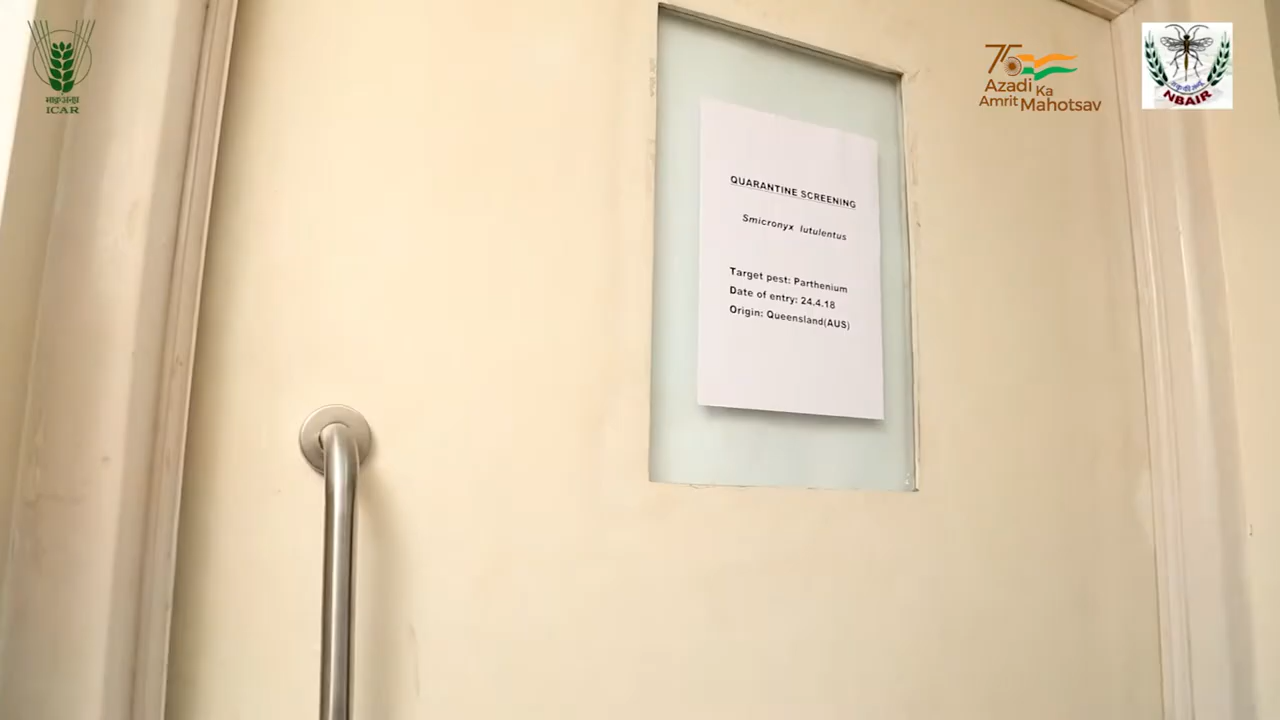 भाकृअनुप
ICAR
75
Azadi Ka
Amrit Mahotsav
NBAIR
QUARANTINE SCREENING
Smicronyx lutulentus
Target pest: Parthenium
Date of entry: 24.4.18
Origin: Queensland(AUS)